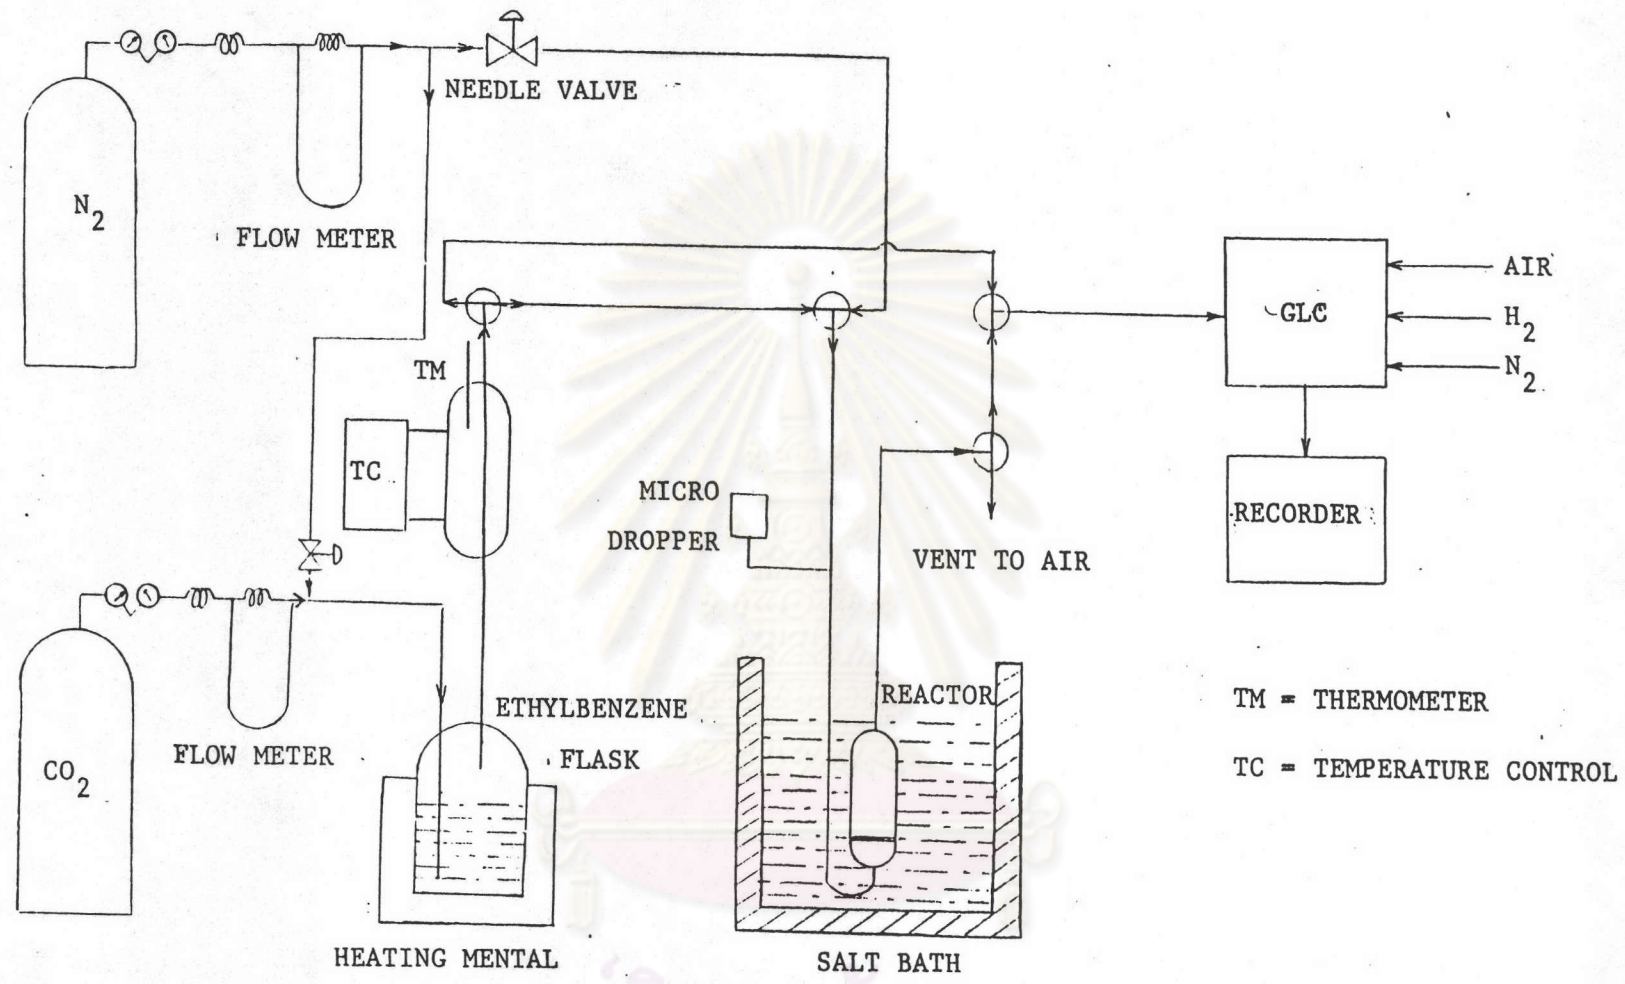 NEEDLE VALVE
N2
FLOW METER
TM
TC
GLC
AIR
H2
N2
RECORDER
MICRO
DROPPER
VENT TO AIR
CO2
FLOW METER
ETHYLBENZENE
FLASK
REACTOR
HEATING MENTAL
SALT BATH
TM = THERMOMETER
TC = TEMPERATURE CONTROL